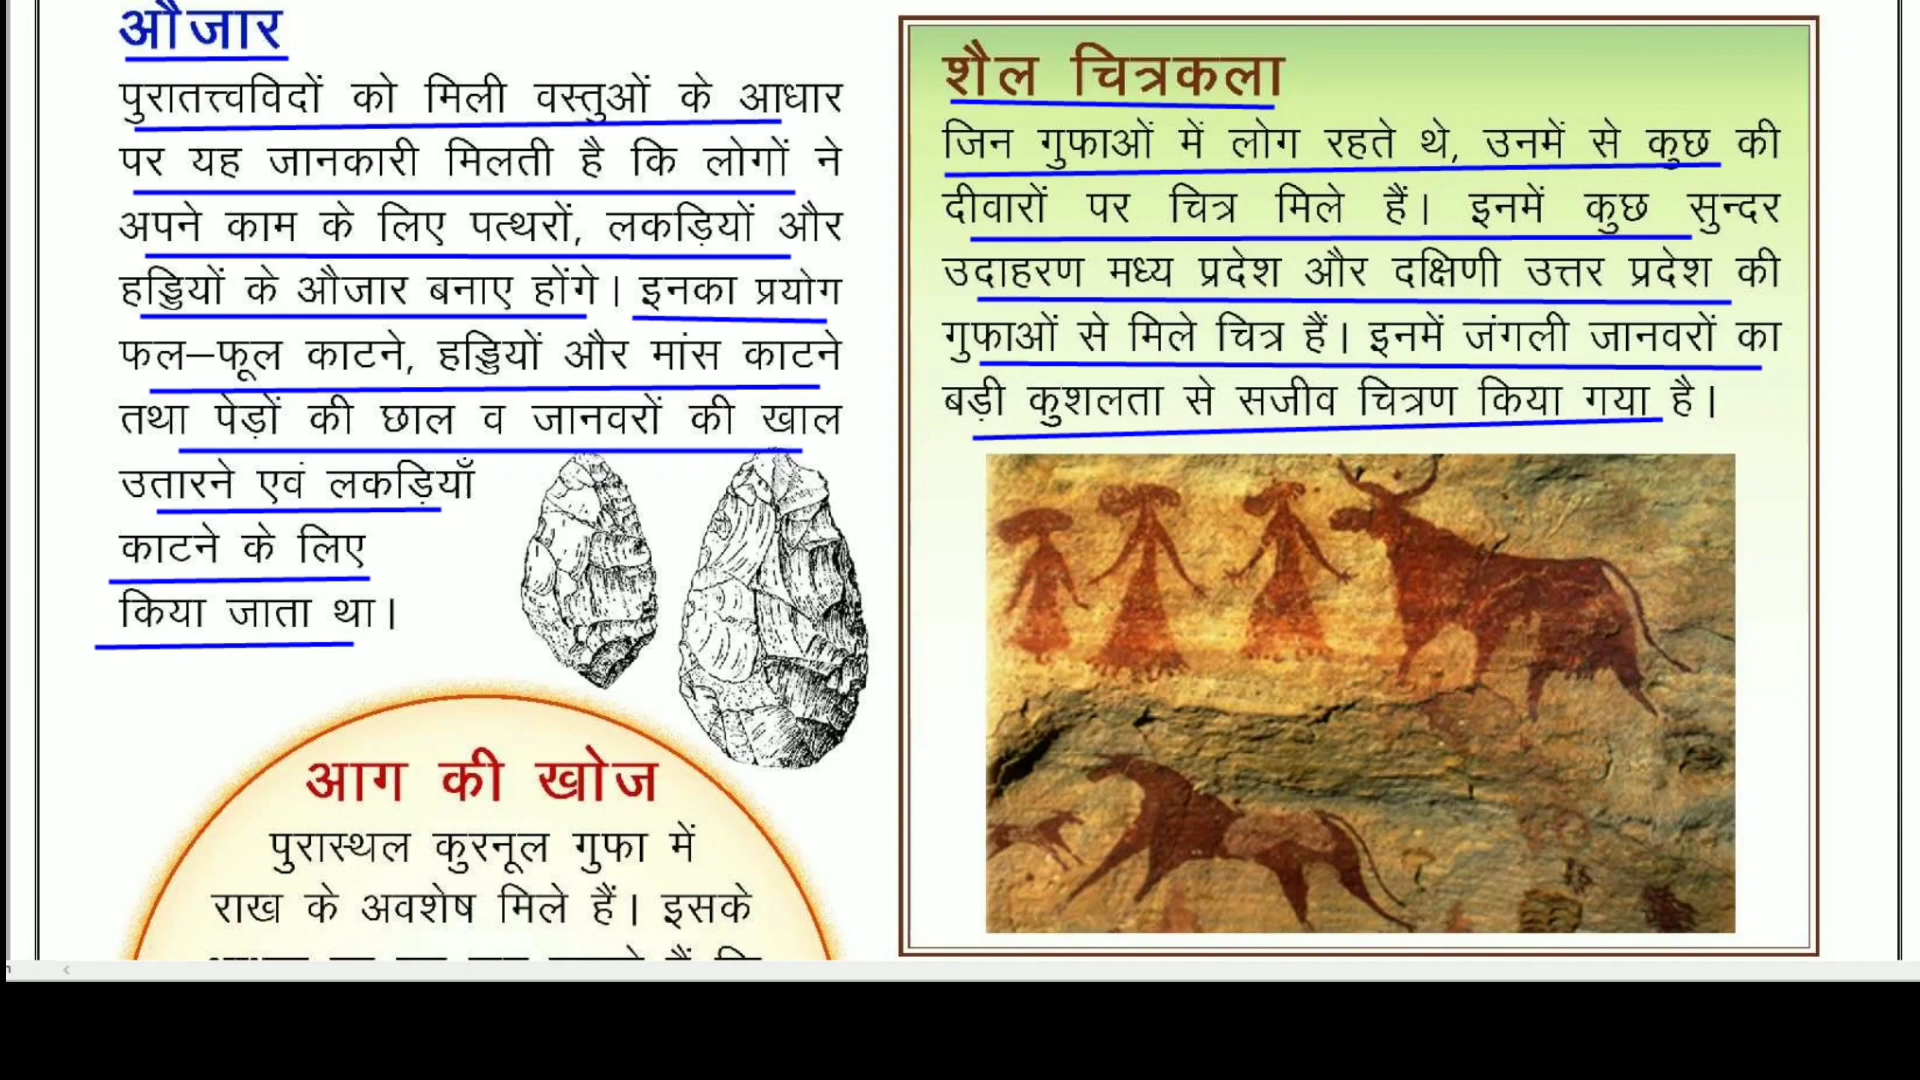 औजार
पुरातत्त्वविदों को मिली वस्तुओं के आधार
पर यह जानकारी मिलती है कि लोगों ने
अपने काम के लिए पत्थरों, लकड़ियों और
हड्डियों के औजार बनाए होंगे। इनका प्रयोग
फल–फूल काटने, हड्डियों और मांस काटने
तथा पेड़ों की छाल व जानवरों की खाल
उतारने एवं लकड़ियाँ
काटने के लिए
किया जाता था।
आग की खोज
पुरास्थल कुरनूल गुफा में
राख के अवशेष मिले हैं। इसके
शैल चित्रकला
जिन गुफाओं में लोग रहते थे, उनमें से कुछ की
दीवारों पर चित्र मिले हैं। इनमें कुछ सुन्दर
उदाहरण मध्य प्रदेश और दक्षिणी उत्तर प्रदेश की
गुफाओं से मिले चित्र हैं। इनमें जंगली जानवरों का
बड़ी कुशलता से सजीव चित्रण किया गया है।